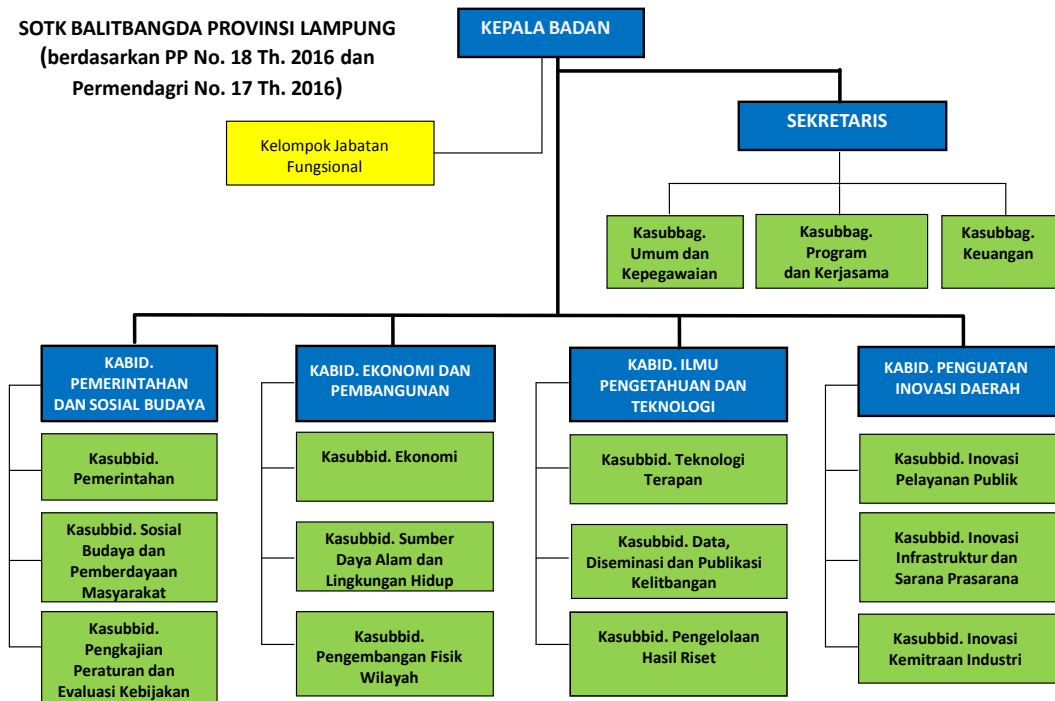 SOTK BALITBANGDA PROVINSI LAMPUNG
(berdasarkan PP No. 18 Th. 2016 dan
Permendagri No. 17 Th. 2016)
KEPALA BADAN
Kelompok Jabatan
Fungsional
SEKRETARIS
Kasubbag.
Umum dan
Kepegawaian
Kasubbag.
Program
dan Kerjasama
Kasubbag.
Keuangan
KABID.
PEMERINTAHAN
DAN SOSIAL BUDAYA
Kasubbid.
Pemerintahan
Kasubbid. Sosial
Budaya dan
Pemberdayaan
Masyarakat
Kasubbid.
Pengkajian
Peraturan dan
Evaluasi Kebijakan
KABID. EKONOMI DAN
PEMBANGUNAN
Kasubbid. Ekonomi
Kasubbid. Sumber
Daya Alam dan
Lingkungan Hidup
Kasubbid.
Pengembangan Fisik
Wilayah
KABID. ILMU
PENGETAHUAN DAN
TEKNOLOGI
Kasubbid. Teknologi
Terapan
Kasubbid. Data,
Diseminasi dan Publikasi
Kelitbangan
Kasubbid. Pengelolaan
Hasil Riset
KABID. PENGUATAN
INOVASI DAERAH
Kasubbid. Inovasi
Pelayanan Publik
Kasubbid. Inovasi
Infrastruktur dan
Sarana Prasarana
Kasubbid. Inovasi
Kemitraan Industri